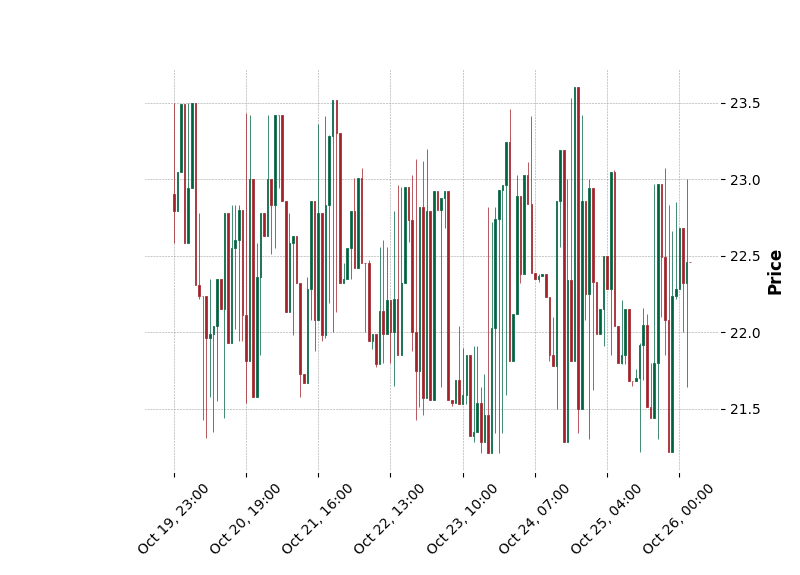 23.5
23.0
22.5
22.0
21.5
Price
Oct 19, 23:00
Oct 20, 19:00
Oct 21, 16:00
Oct 22, 13:00
Oct 23, 10:00
Oct 24, 07:00
Oct 25, 04:00
Oct 26, 00:00